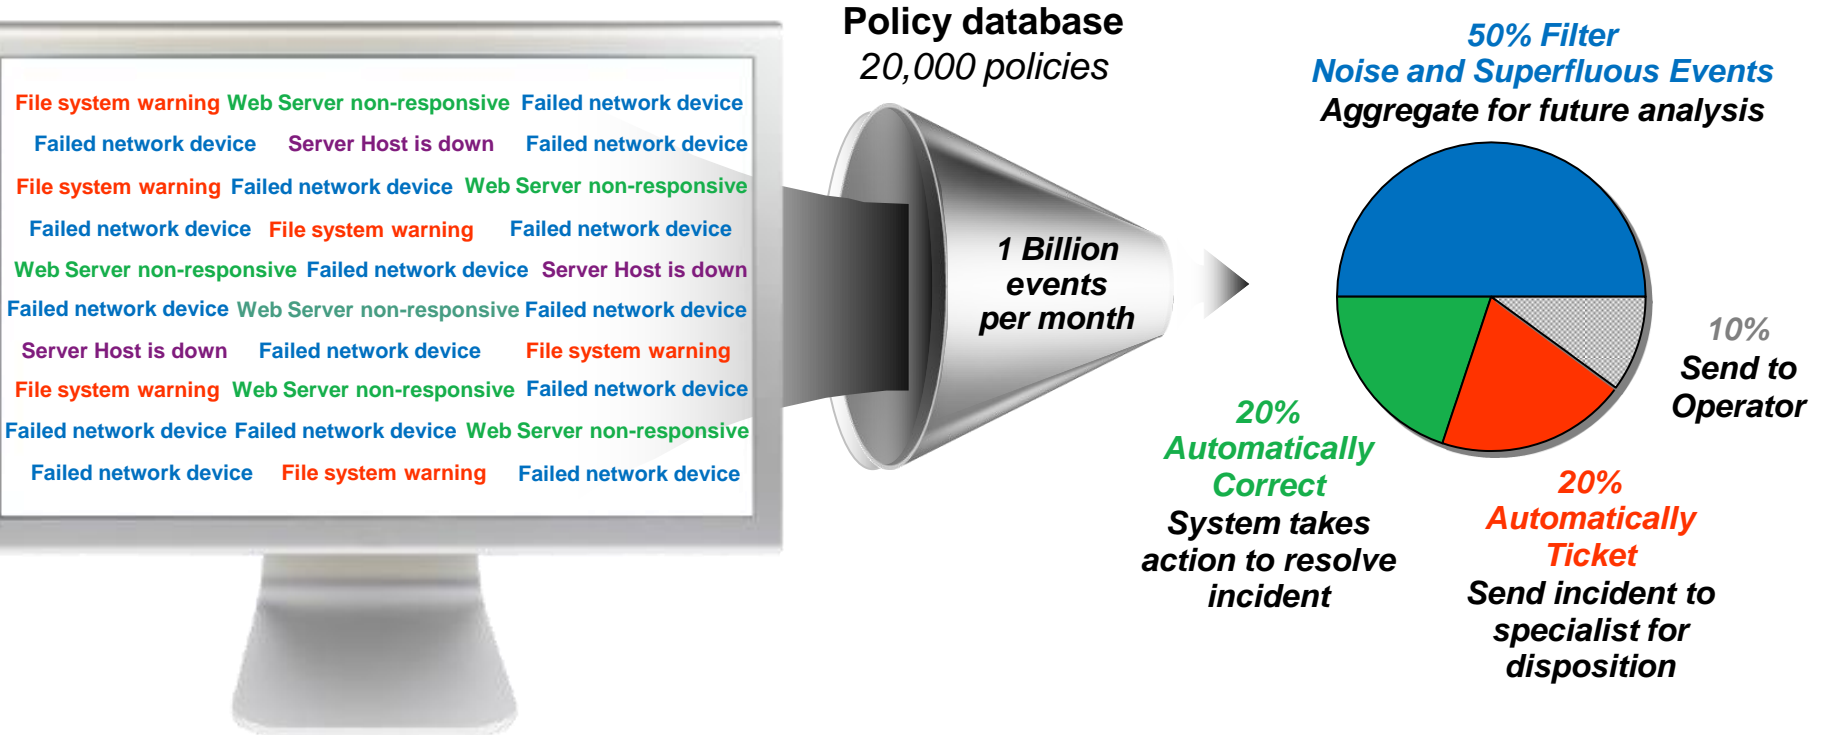 File system warning Web Server non-responsive Failed network device
Failed network device Server Host is down Failed network device
File system warning Failed network device Web Server non-responsive
Failed network device File system warning Failed network device
Web Server non-responsive Failed network device Server Host is down
Failed network device Web Server non-responsive Failed network device
Server Host is down Failed network device File system warning
File system warning Web Server non-responsive Failed network device
Failed network device Failed network device Web Server non-responsive
Failed network device File system warning Failed network device
Policy database
20,000 policies
1 Billion
events
per month
50% Filter
Noise and Superfluous Events
Aggregate for future analysis
10%
Send to
Operator
20%
Automatically
Correct
System takes
action to resolve
incident
20%
Automatically
Ticket
Send incident to
specialist for
disposition